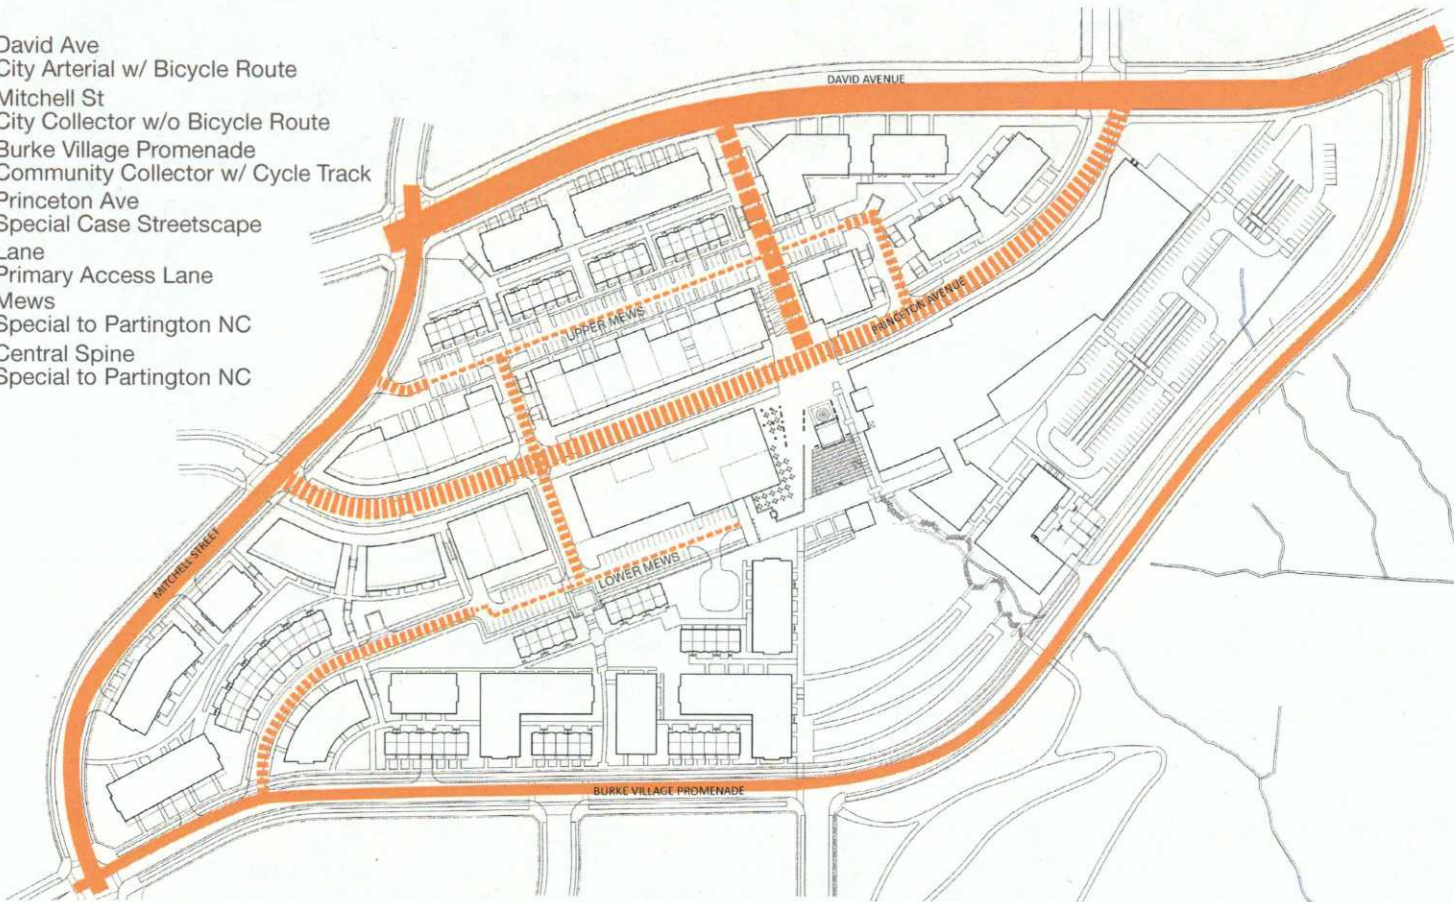 David Ave
City Arterial w/ Bicycle Route
Mitchell St
City Collector w/o Bicycle Route
Burke Village Promenade
Community Collector w/ Cycle Track
Princeton Ave
Special Case Streetscape
Lane
Primary Access Lane
Mews
Special to Partington NC
Central Spine
Special to Partington NC
DAVID AVENUE
UPPER MEWS
PRINCETON AVENUE
MITCHELL STREET
LOWER MEWS
BURKE VILLAGE PROMENADE